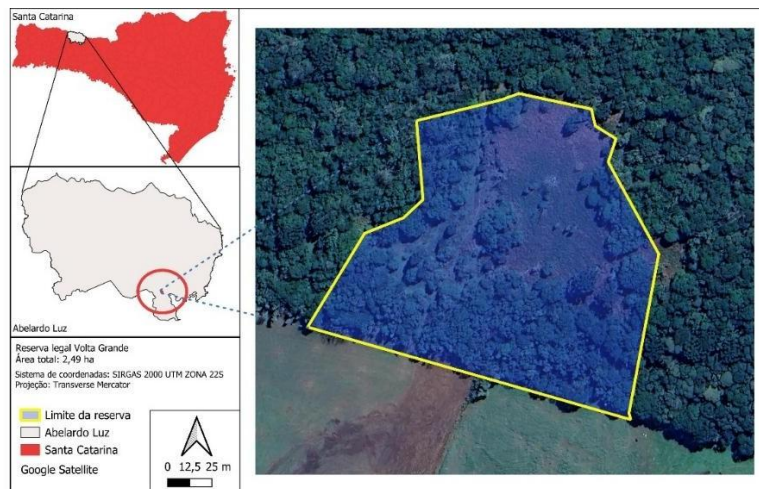 Santa Catarina
Abelardo Luz
Reserva legal Volta Grande
Área total: 2,49 ha
Sistema de coordenadas: SIRGAS 2000 UTM ZONA 22S
Projeção: Transverse Mercator
Limite da reserva
Abelardo Luz
Santa Catarina
Google Satellite
0 12,5 25 m